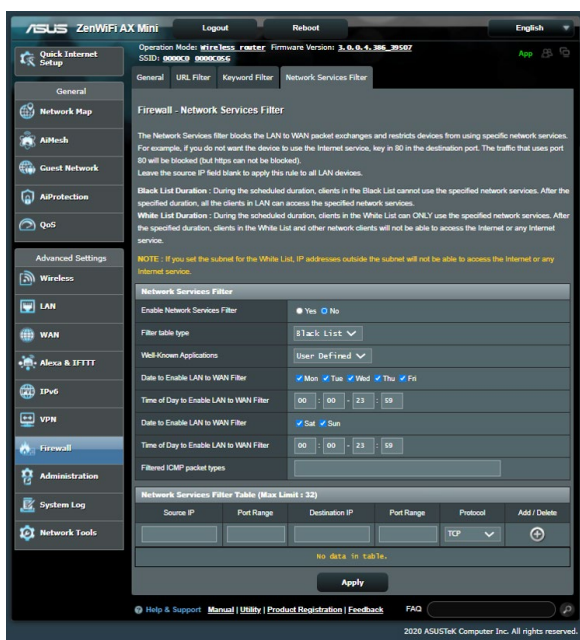 ASUS ZenWiFi AX Mini Logout Reboot English
Operation Mode: Wireless router Firmware Version: 3.0.0.4.386_39507
SSID: 0000C0 0000C05G
App
Quick Internet
Setup
General
Network Map
AiMesh
Guest Network
AiProtection
QoS
Advanced Settings
Wireless
LAN
WAN
Alexa & IFTTT
IPv6
VPN
Firewall
Administration
System Log
Network Tools
General URL Filter Keyword Filter Network Services Filter
Firewall - Network Services Filter
The Network Services filter blocks the LAN to WAN packet exchanges and restricts devices from using specific network services.
For example, if you do not want the device to use the Internet service, key in 80 in the destination port. The traffic that uses port
80 will be blocked (but https can not be blocked).
Leave the source IP field blank to apply this rule to all LAN devices.
Black List Duration : During the scheduled duration, clients in the Black List cannot use the specified network services. After the
specified duration, all the clients in LAN can access the specified network services.
White List Duration : During the scheduled duration, clients in the White List can ONLY use the specified network services. After
the specified duration, clients in the White List and other network clients will not be able to access the Internet or any Internet
service.
NOTE : If you set the subnet for the White List, IP addresses outside the subnet will not be able to access the Internet or any
Internet service.
Network Services Filter
Enable Network Services Filter Yes No
Filter table type Black List
Well-Known Applications User Defined
Date to Enable LAN to WAN Filter Mon Tue Wed Thu Fri
Time of Day to Enable LAN to WAN Filter 00 : 00 - 23 : 59
Date to Enable LAN to WAN Filter Sat Sun
Time of Day to Enable LAN to WAN Filter 00 : 00 - 23 : 59
Filtered ICMP packet types
Network Services Filter Table (Max Limit : 32)
Source IP Port Range Destination IP Port Range Protocol Add / Delete
TCP
No data in table.
Apply
Help & Support Manual | Utility | Product Registration | Feedback FAQ
2020 ASUSTeK Computer Inc. All rights reserved.